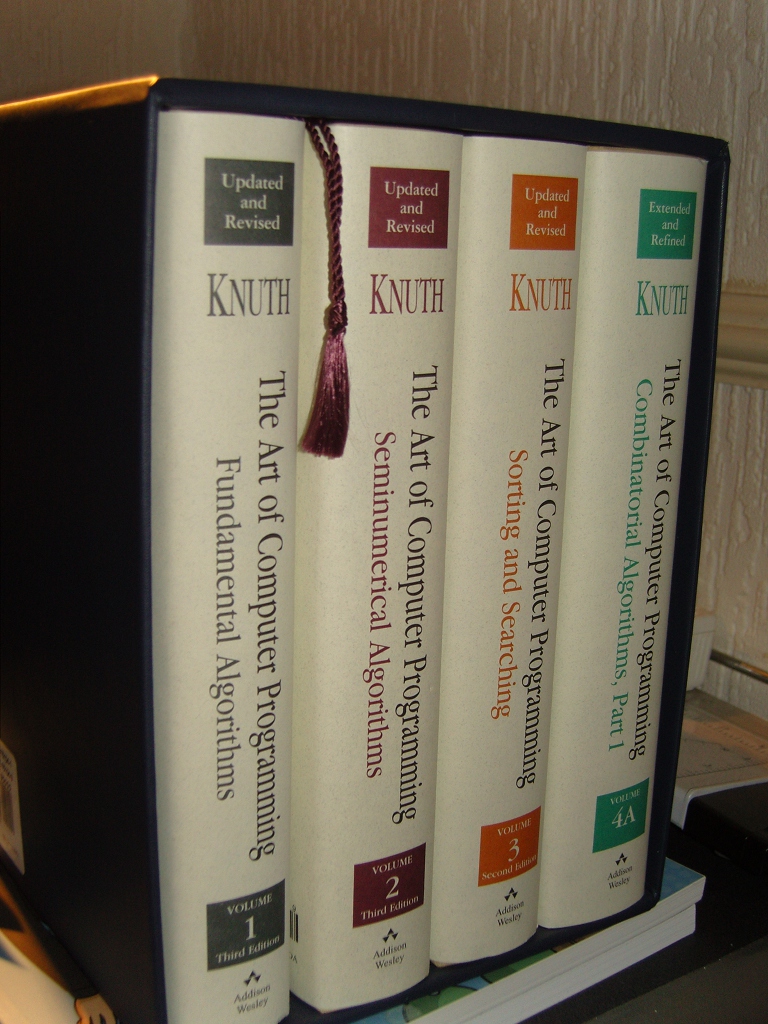 Updated
and
Revised
KNUTH
The Art of Computer Programming
Fundamental Algorithms
VOLUME
1
Third Edition
Addison
Wesley
Updated
and
Revised
KNUTH
The Art of Computer Programming
Seminumerical Algorithms
VOLUME
2
Third Edition
Addison
Wesley
Updated
and
Revised
KNUTH
The Art of Computer Programming
Sorting and Searching
VOLUME
3
Second Edition
Addison
Wesley
Extended
and
Refined
KNUTH
The Art of Computer Programming
Combinatorial Algorithms, Part 1
VOLUME
4A
Addison
Wesley